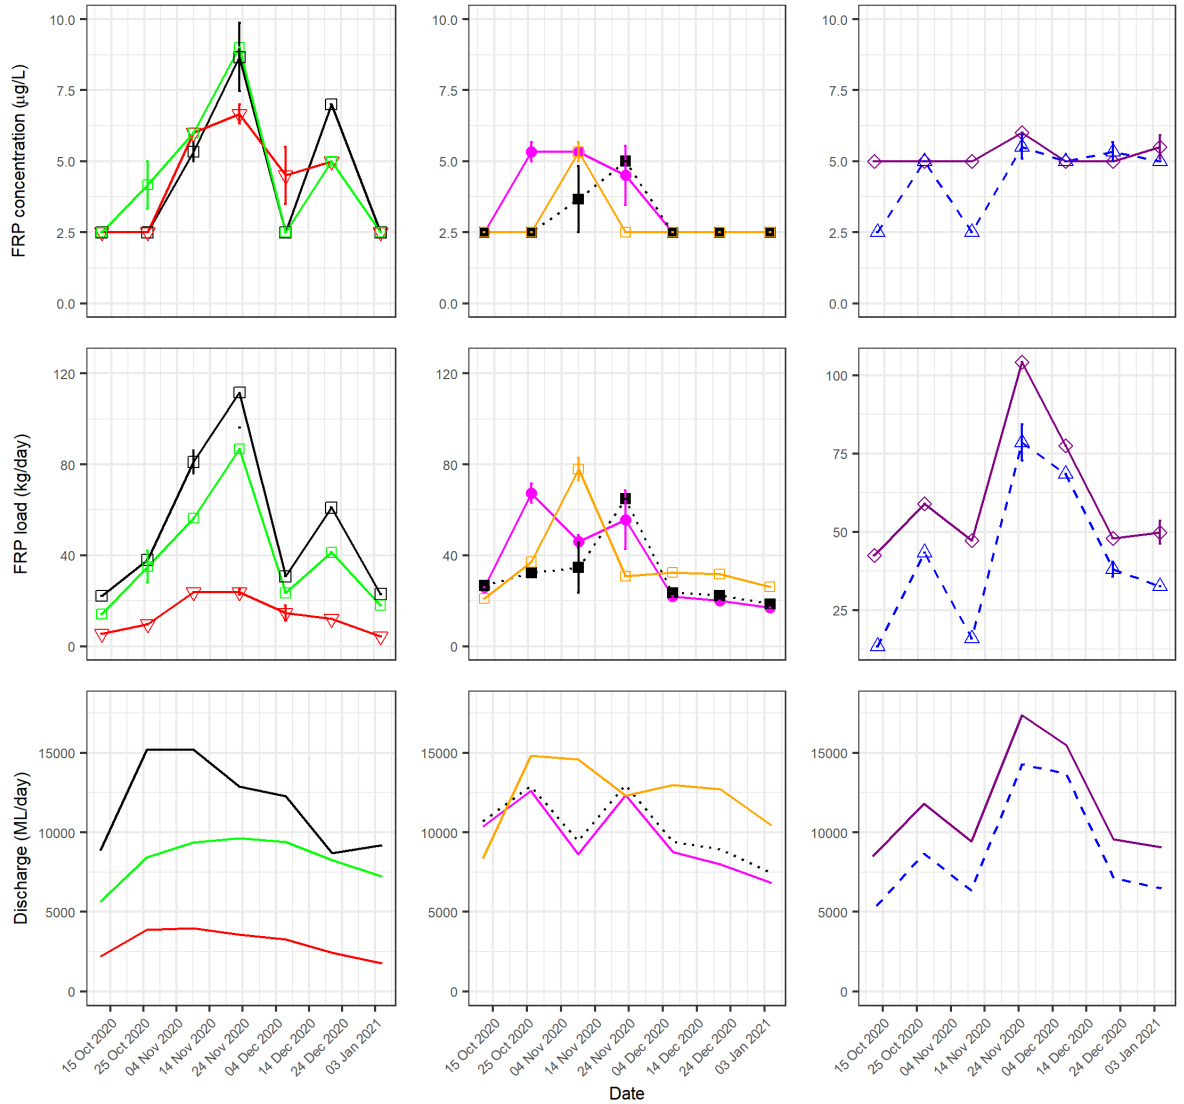 FRP concentration (µg/L)
10.0
7.5
5.0
2.5
0.0
10.0
7.5
5.0
2.5
0.0
10.0
7.5
5.0
2.5
0.0
FRP load (kg/day)
120
80
40
0
120
80
40
0
100
75
50
25
Discharge (ML/day)
15000
10000
5000
0
15000
10000
5000
0
15000
10000
5000
0
15 Oct 2020
25 Oct 2020
04 Nov 2020
14 Nov 2020
24 Nov 2020
04 Dec 2020
14 Dec 2020
24 Dec 2020
03 Jan 2021
15 Oct 2020
25 Oct 2020
04 Nov 2020
14 Nov 2020
24 Nov 2020
04 Dec 2020
14 Dec 2020
24 Dec 2020
03 Jan 2021
15 Oct 2020
25 Oct 2020
04 Nov 2020
14 Nov 2020
24 Nov 2020
04 Dec 2020
14 Dec 2020
24 Dec 2020
03 Jan 2021
Date